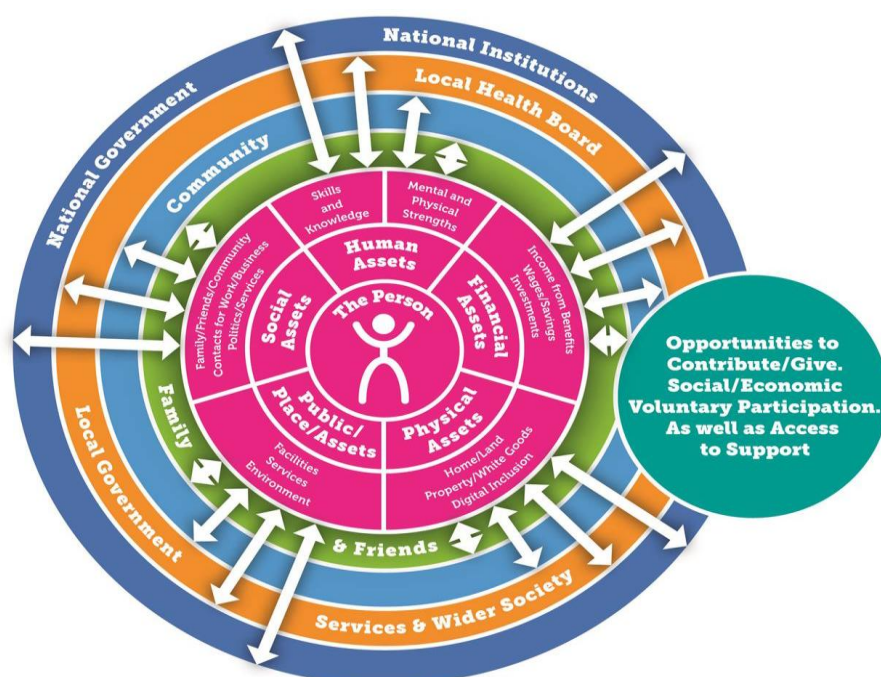 National Government
National Institutions
Local Health Board
Community
Skills
and
Knowledge
Mental and
Physical
Strengths
Human
Assets
Family/Friends/Community
Contacts for Work/Business
Politics/Services
Social
Assets
The Person
Financial
Assets
Income from Benefits
Wages/Savings
Investments
Opportunities to
Contribute/Give.
Social/Economic
Voluntary Participation.
As well as Access
to Support
Public/
Place/Assets
Facilities
Services
Environment
Physical
Assets
Home/Land
Property/White Goods
Digital Inclusion
Family
& Friends
Local Government
Services & Wider Society